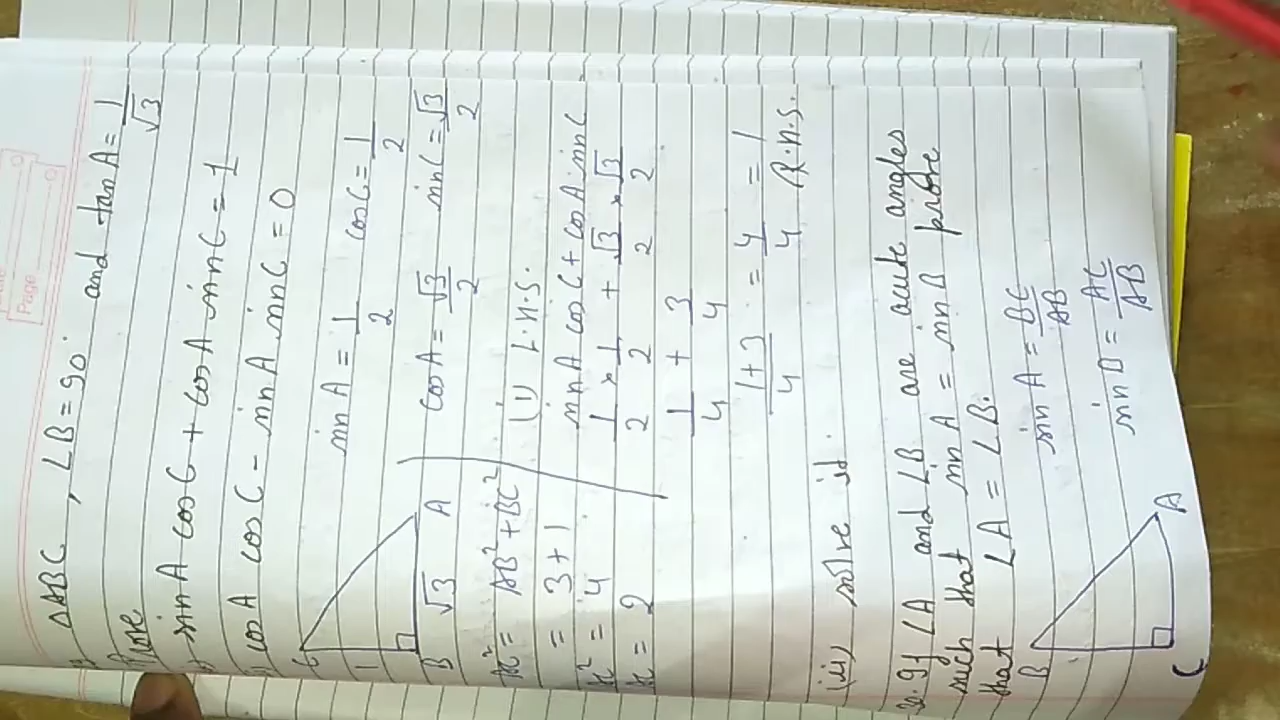 Page
△ABC, ∠B = 90° and tan A = 1/√3
Prove
sin A cos C + cos A sin C = 1
cos A cos C - sin A sin C = 0
C
1
B √3 A
sin A = 1/2 cos C = 1/2
cos A = √3/2 sin C = √3/2
AC² = AB² + BC²
= 3 + 1
AC² = 4
AC = 2
(i) L.H.S.
sin A cos C + cos A sin C
1/2 × 1/2 + √3/2 × √3/2
1/4 + 3/4
1+3/4 = 4/4 = 1 R.H.S.
(ii) solve id.
If ∠A and ∠B are acute angles
such that sin A = sin B prove
that ∠A = ∠B.
B
C A
sin A = BC/AB
sin B = AC/AB